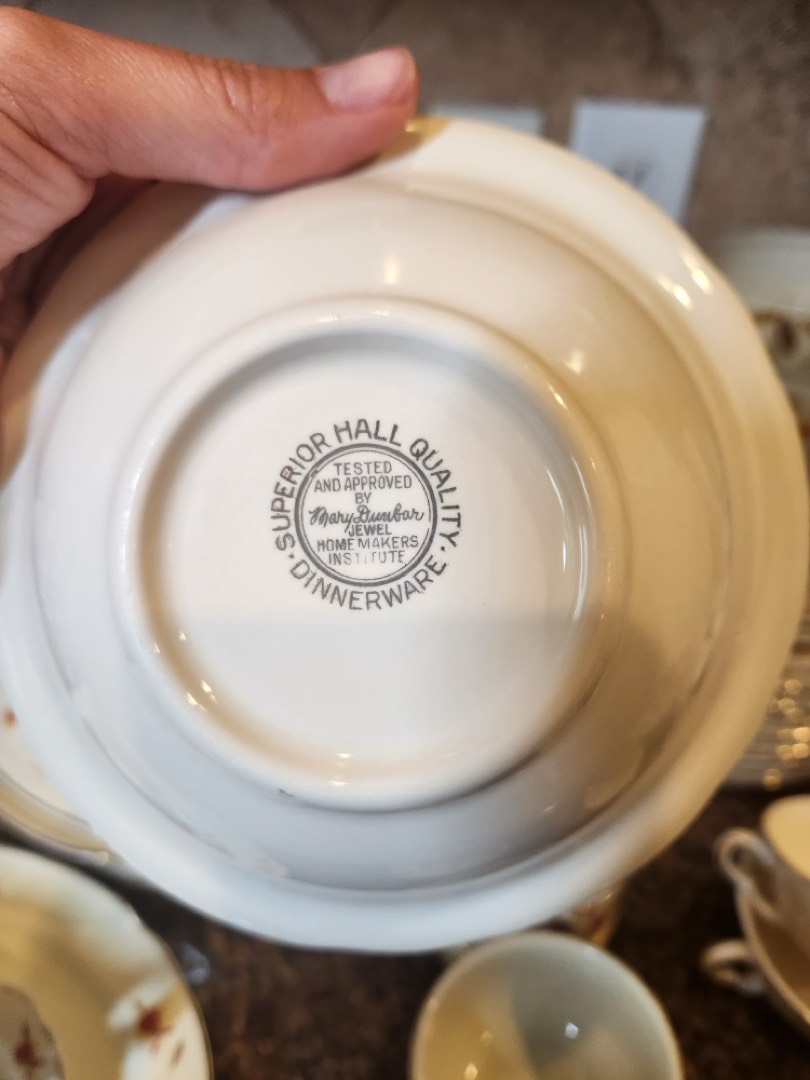 SUPERIOR HALL QUALITY
TESTED
AND APPROVED
BY
Mary Dunbar
JEWEL
HOMEMAKERS
INSTITUTE
· DINNERWARE ·